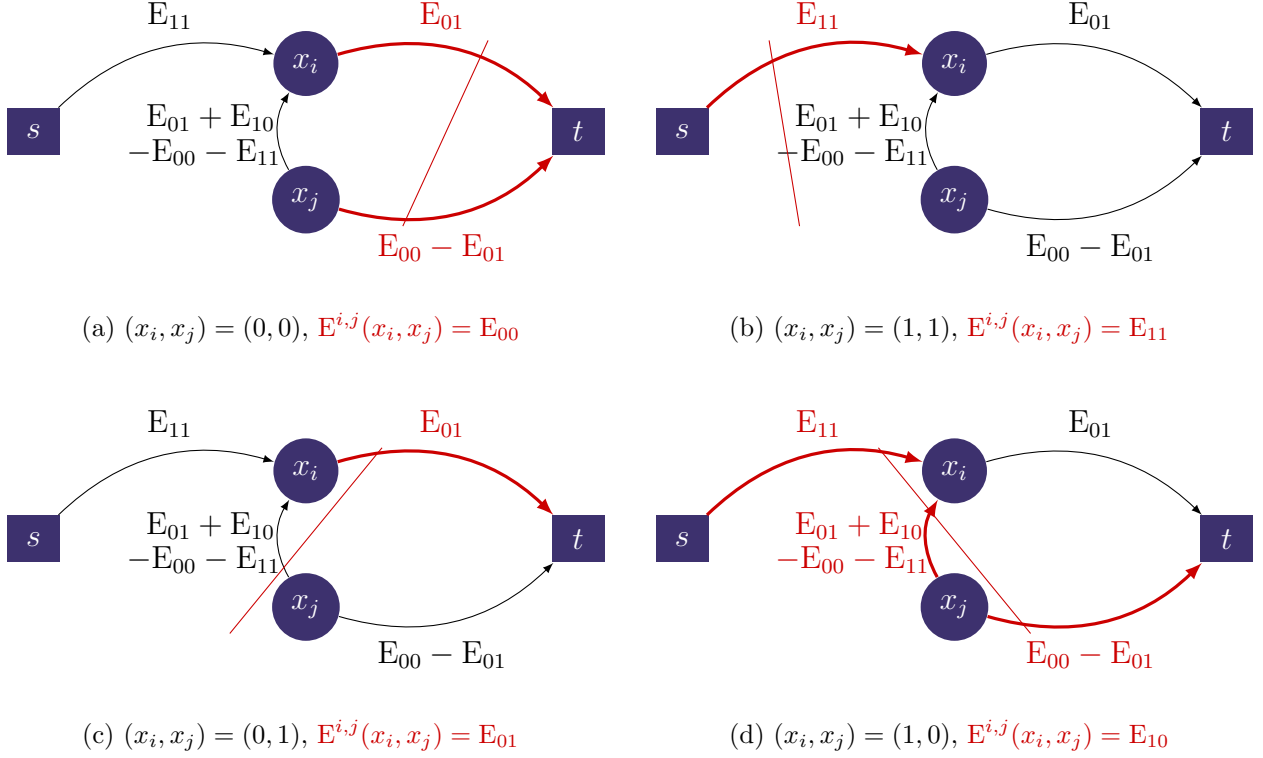 E₁₁ E₀₁
xᵢ
s
E₀₁ + E₁₀
−E₀₀ − E₁₁
t
xⱼ
E₀₀ − E₀₁
(a) (xᵢ, xⱼ) = (0, 0), Eⁱ,ʲ(xᵢ, xⱼ) = E₀₀
E₁₁ E₀₁
xᵢ
s
E₀₁ + E₁₀
−E₀₀ − E₁₁
t
xⱼ
E₀₀ − E₀₁
(b) (xᵢ, xⱼ) = (1, 1), Eⁱ,ʲ(xᵢ, xⱼ) = E₁₁
E₁₁ E₀₁
xᵢ
s
E₀₁ + E₁₀
−E₀₀ − E₁₁
t
xⱼ
E₀₀ − E₀₁
(c) (xᵢ, xⱼ) = (0, 1), Eⁱ,ʲ(xᵢ, xⱼ) = E₀₁
E₁₁ E₀₁
xᵢ
s
E₀₁ + E₁₀
−E₀₀ − E₁₁
t
xⱼ
E₀₀ − E₀₁
(d) (xᵢ, xⱼ) = (1, 0), Eⁱ,ʲ(xᵢ, xⱼ) = E₁₀